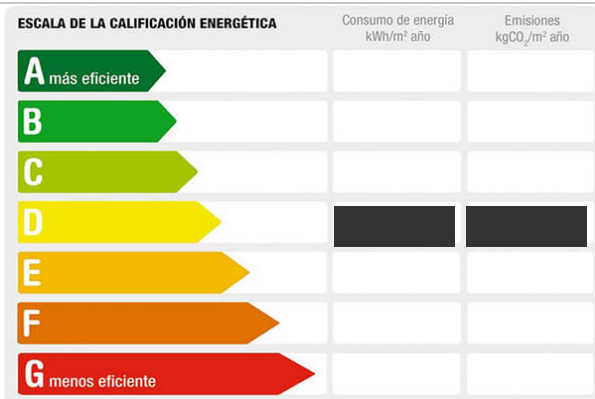 ESCALA DE LA CALIFICACIÓN ENERGÉTICA
Consumo de energía
kWh/m² año
Emisiones
kgCO₂/m² año
A más eficiente
B
C
D
E
F
G menos eficiente